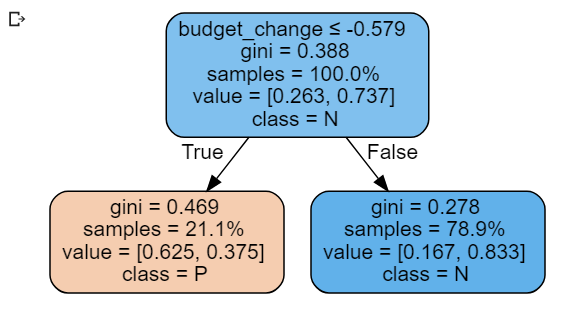 budget_change ≤ -0.579
gini = 0.388
samples = 100.0%
value = [0.263, 0.737]
class = N
True
False
gini = 0.469
samples = 21.1%
value = [0.625, 0.375]
class = P
gini = 0.278
samples = 78.9%
value = [0.167, 0.833]
class = N